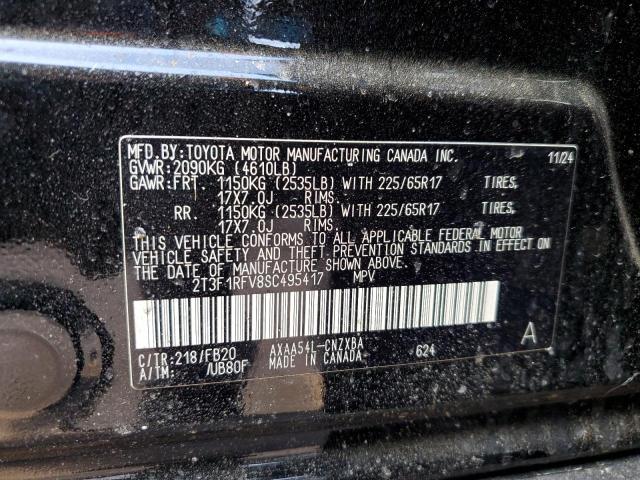 MFD.BY:TOYOTA MOTOR MANUFACTURING CANADA INC. 11/24
GVWR:2090KG (4610LB)
GAWR:FRT. 1150KG (2535LB) WITH 225/65R17 TIRES,
17X7.0J RIMS.
RR. 1150KG (2535LB) WITH 225/65R17 TIRES,
17X7.0J RIMS.
THIS VEHICLE CONFORMS TO ALL APPLICABLE FEDERAL MOTOR
VEHICLE SAFETY AND THEFT PREVENTION STANDARDS IN EFFECT ON
THE DATE OF MANUFACTURE SHOWN ABOVE.
2T3F1RFV8SC495417 MPV
A
C/TR:218/FB20 AXAA54L-CNZXBA 624
A/TM: /UB80F MADE IN CANADA